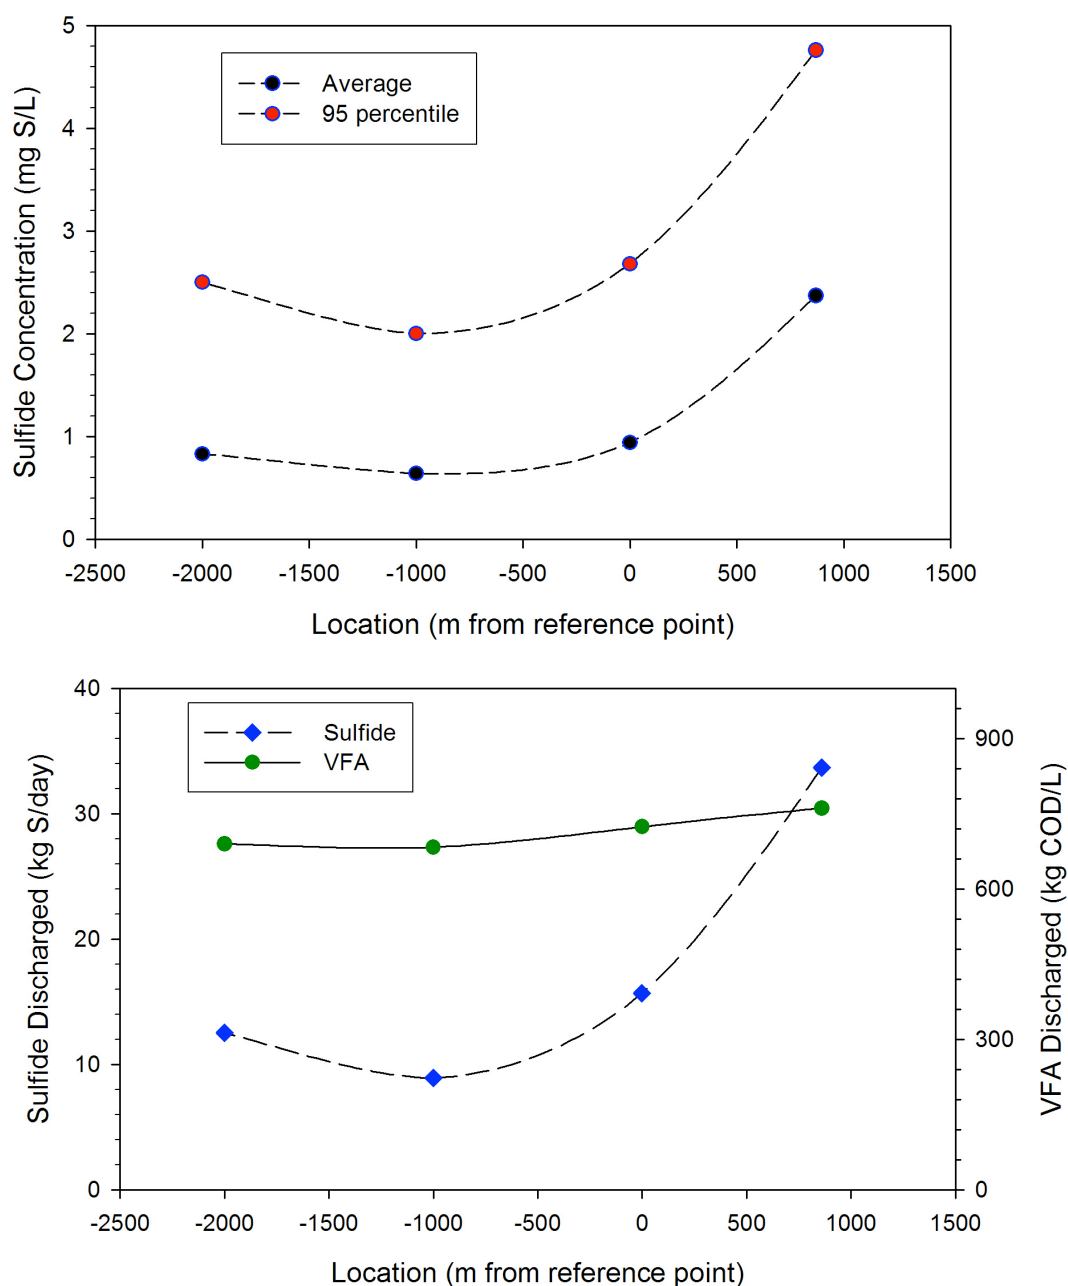 5
4
3
2
1
0
Sulfide Concentration (mg S/L)
Average
95 percentile
-2500 -2000 -1500 -1000 -500 0 500 1000 1500
Location (m from reference point)
40
30
20
10
0
Sulfide Discharged (kg S/day)
Sulfide
VFA
900
600
300
0
VFA Discharged (kg COD/L)
-2500 -2000 -1500 -1000 -500 0 500 1000 1500
Location (m from reference point)